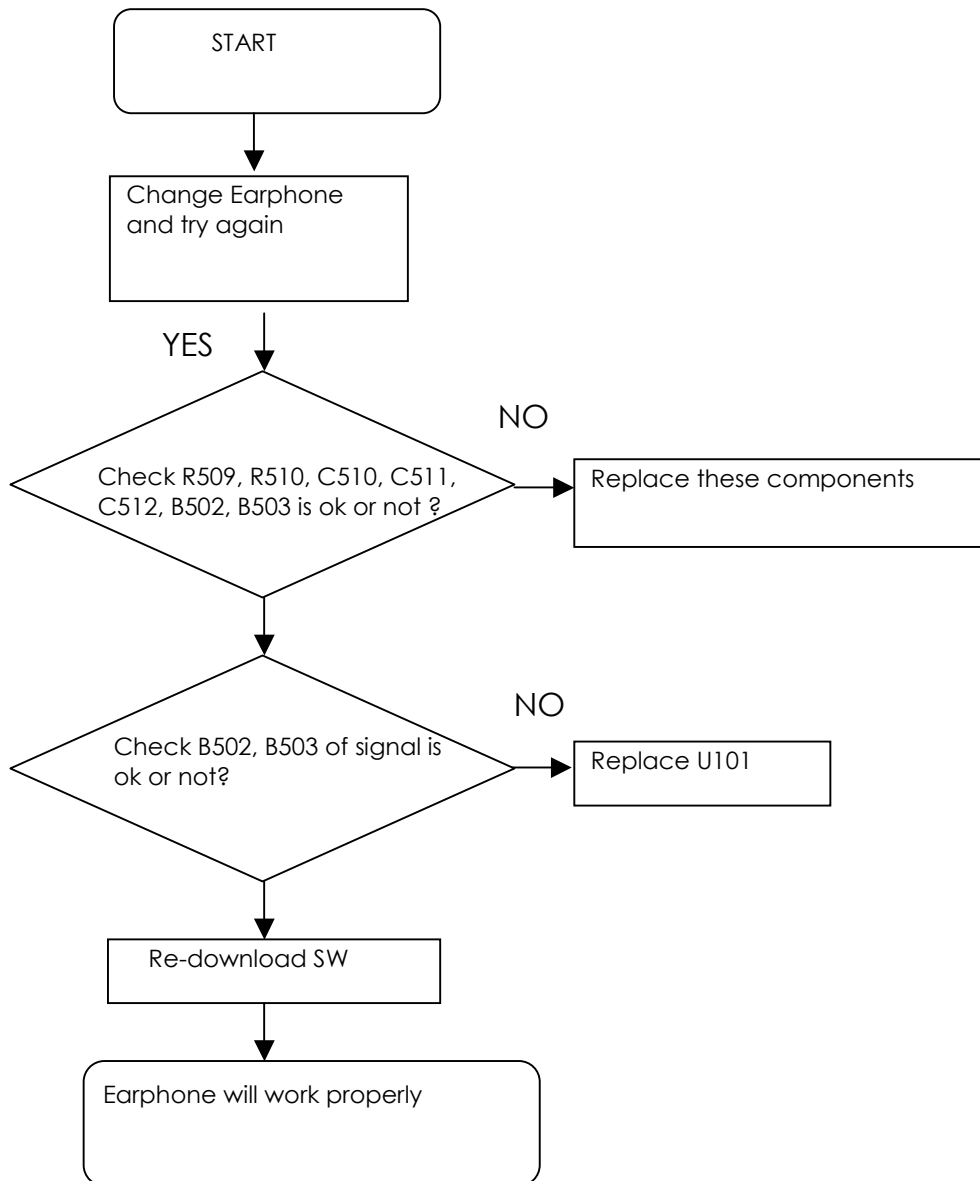 START
Change Earphone
and try again
YES
NO
Check R509, R510, C510, C511,
C512, B502, B503 is ok or not ?
Replace these components
NO
Check B502, B503 of signal is
ok or not?
Replace U101
Re-download SW
Earphone will work properly